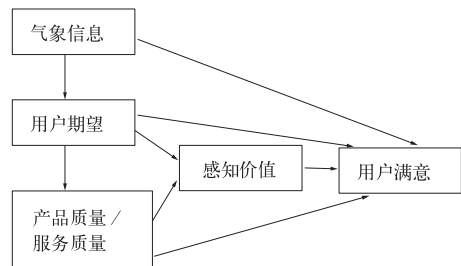 气象信息
用户期望
感知价值
用户满意
产品质量／
服务质量